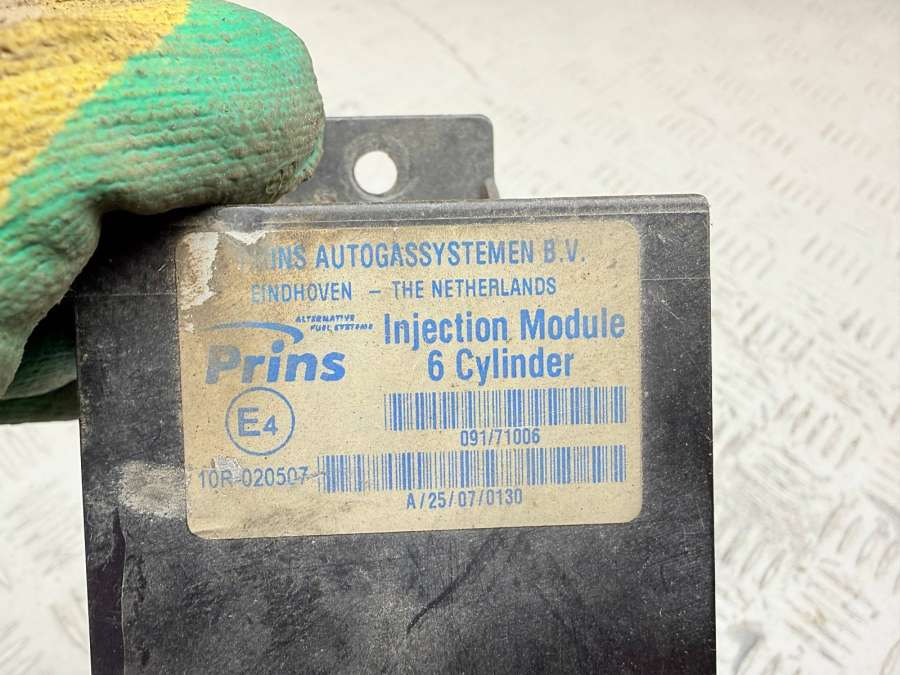 AUTOGASSYSTEMEN B.V.
EINDHOVEN – THE NETHERLANDS
ALTERNATIVE
FUEL SYSTEMS
Prins
Injection Module
6 Cylinder
E4
091/71006
10R-020507
A/25/07/0130